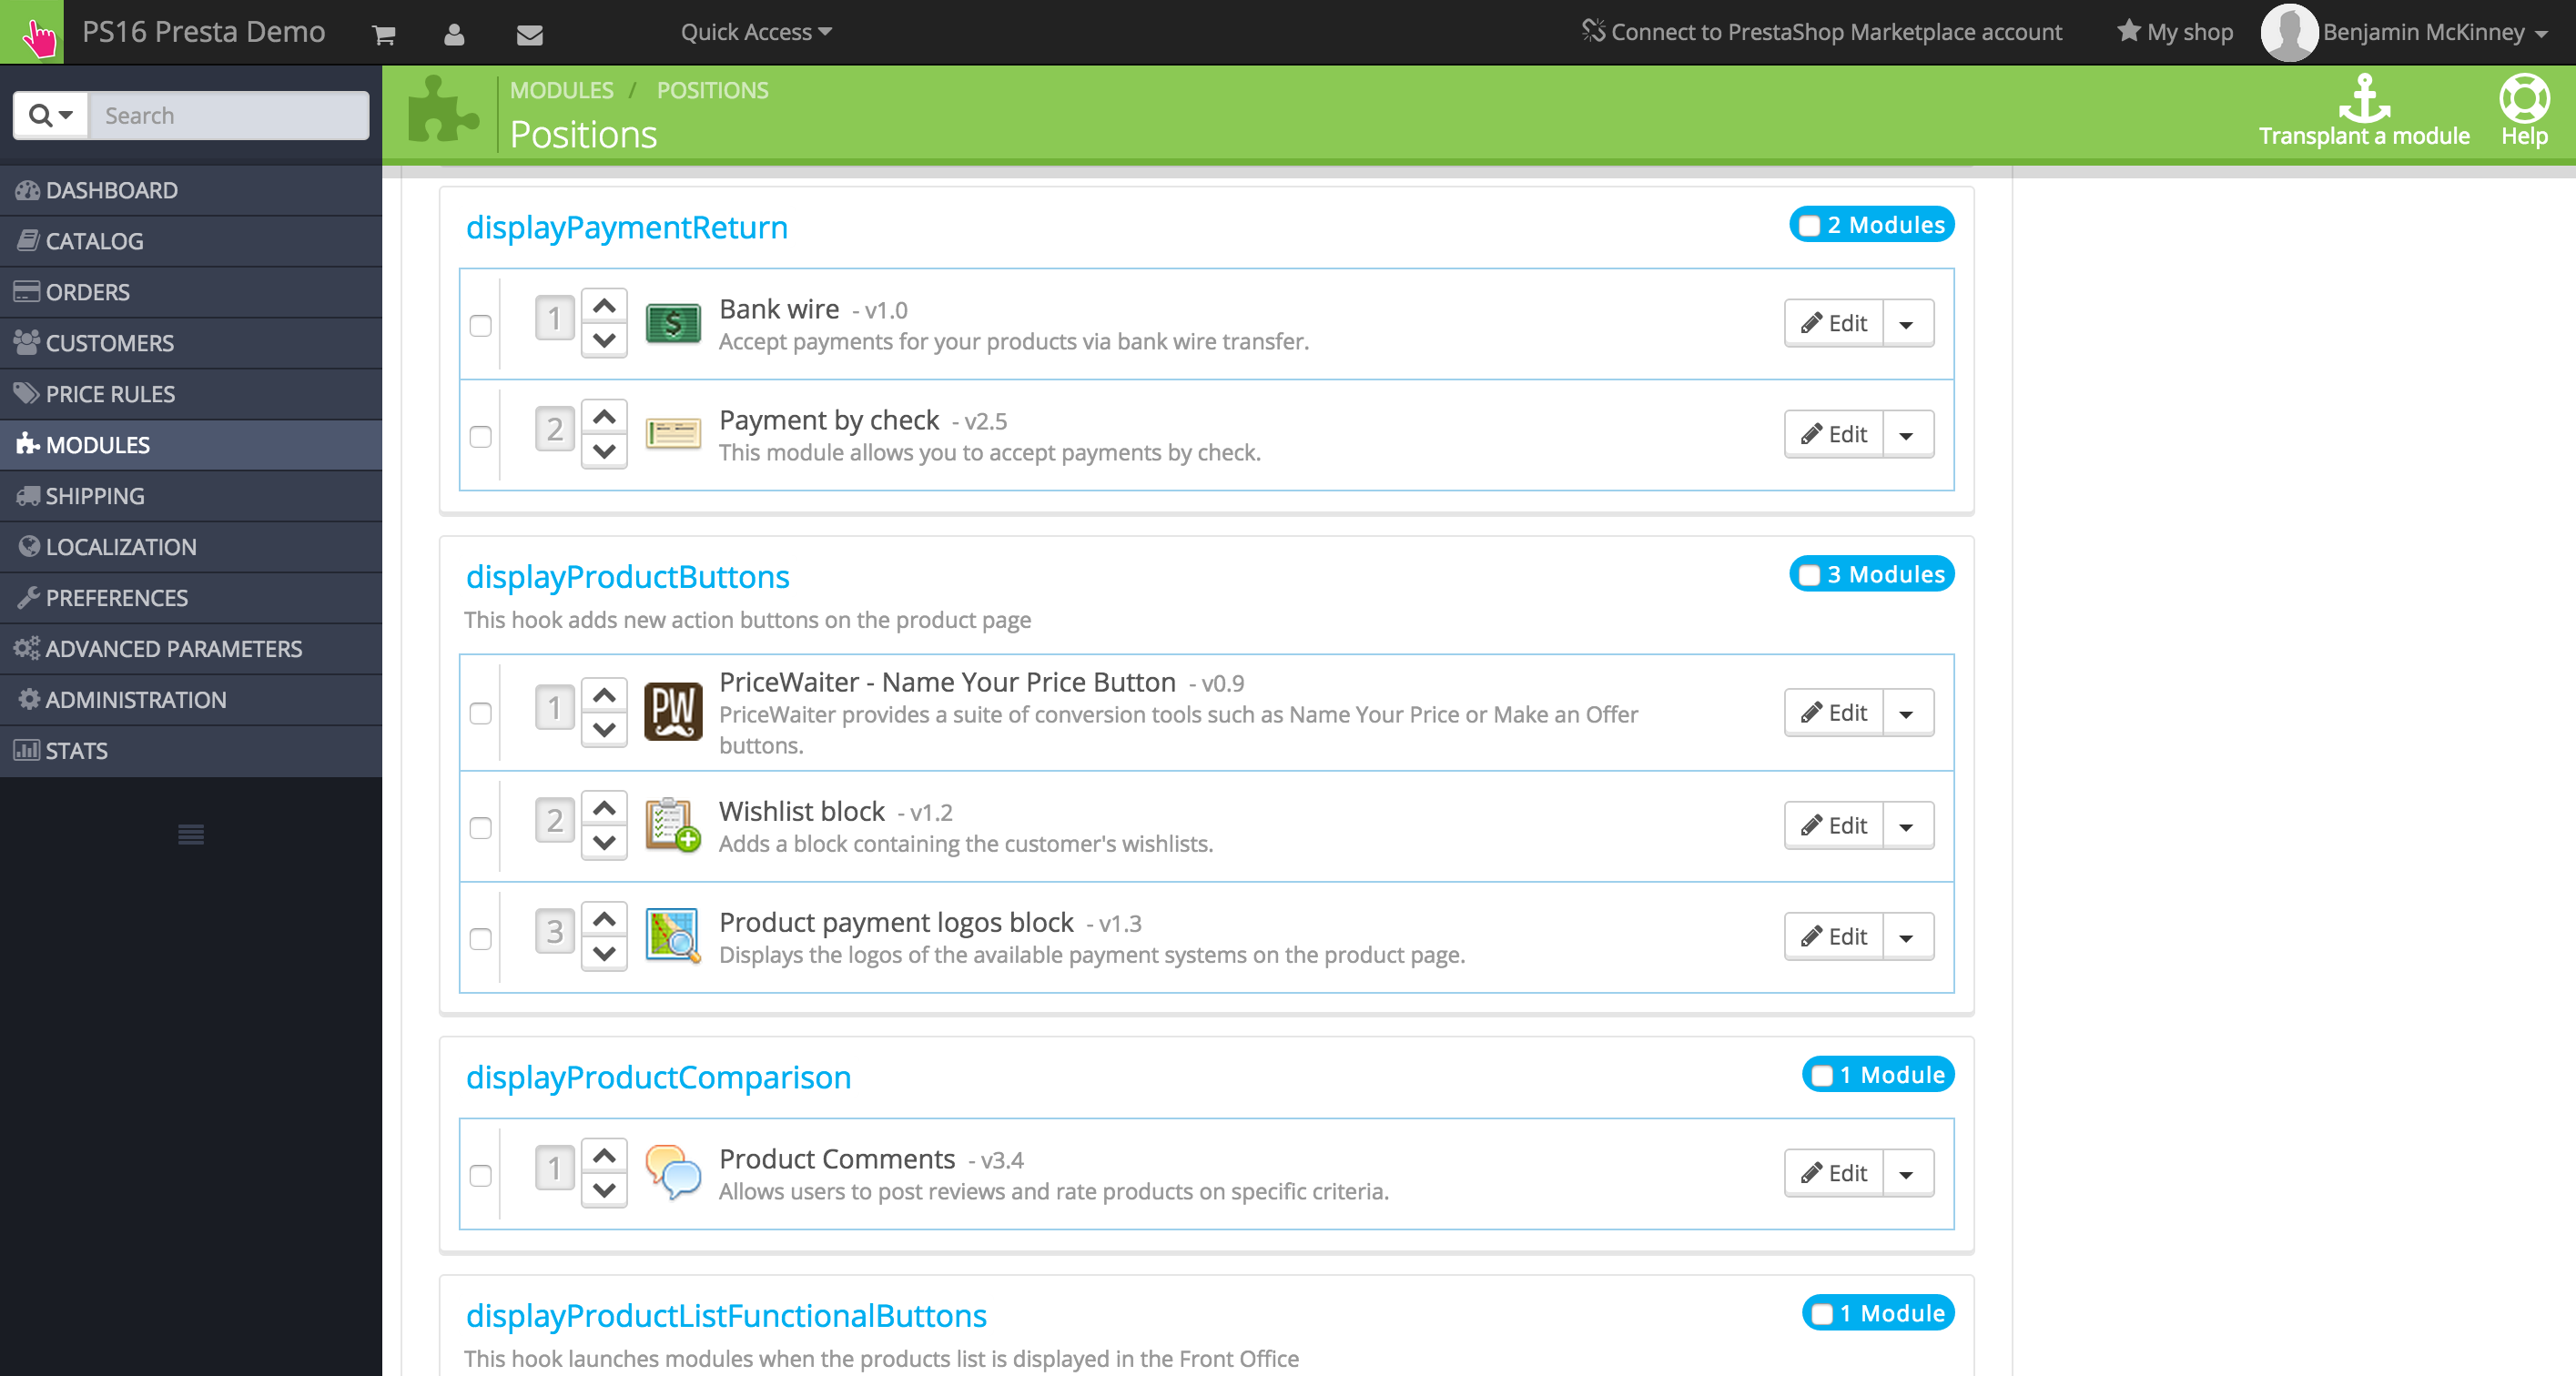 PS16 Presta Demo
Quick Access
Connect to PrestaShop Marketplace account
My shop
Benjamin McKinney
Search
MODULES / POSITIONS
Positions
Transplant a module
Help
DASHBOARD
CATALOG
ORDERS
CUSTOMERS
PRICE RULES
MODULES
SHIPPING
LOCALIZATION
PREFERENCES
ADVANCED PARAMETERS
ADMINISTRATION
STATS
displayPaymentReturn
2 Modules
1
Bank wire - v1.0
Accept payments for your products via bank wire transfer.
Edit
2
Payment by check - v2.5
This module allows you to accept payments by check.
Edit
displayProductButtons
3 Modules
This hook adds new action buttons on the product page
1
PW
PriceWaiter - Name Your Price Button - v0.9
PriceWaiter provides a suite of conversion tools such as Name Your Price or Make an Offer
buttons.
Edit
2
Wishlist block - v1.2
Adds a block containing the customer's wishlists.
Edit
3
Product payment logos block - v1.3
Displays the logos of the available payment systems on the product page.
Edit
displayProductComparison
1 Module
1
Product Comments - v3.4
Allows users to post reviews and rate products on specific criteria.
Edit
displayProductListFunctionalButtons
1 Module
This hook launches modules when the products list is displayed in the Front Office